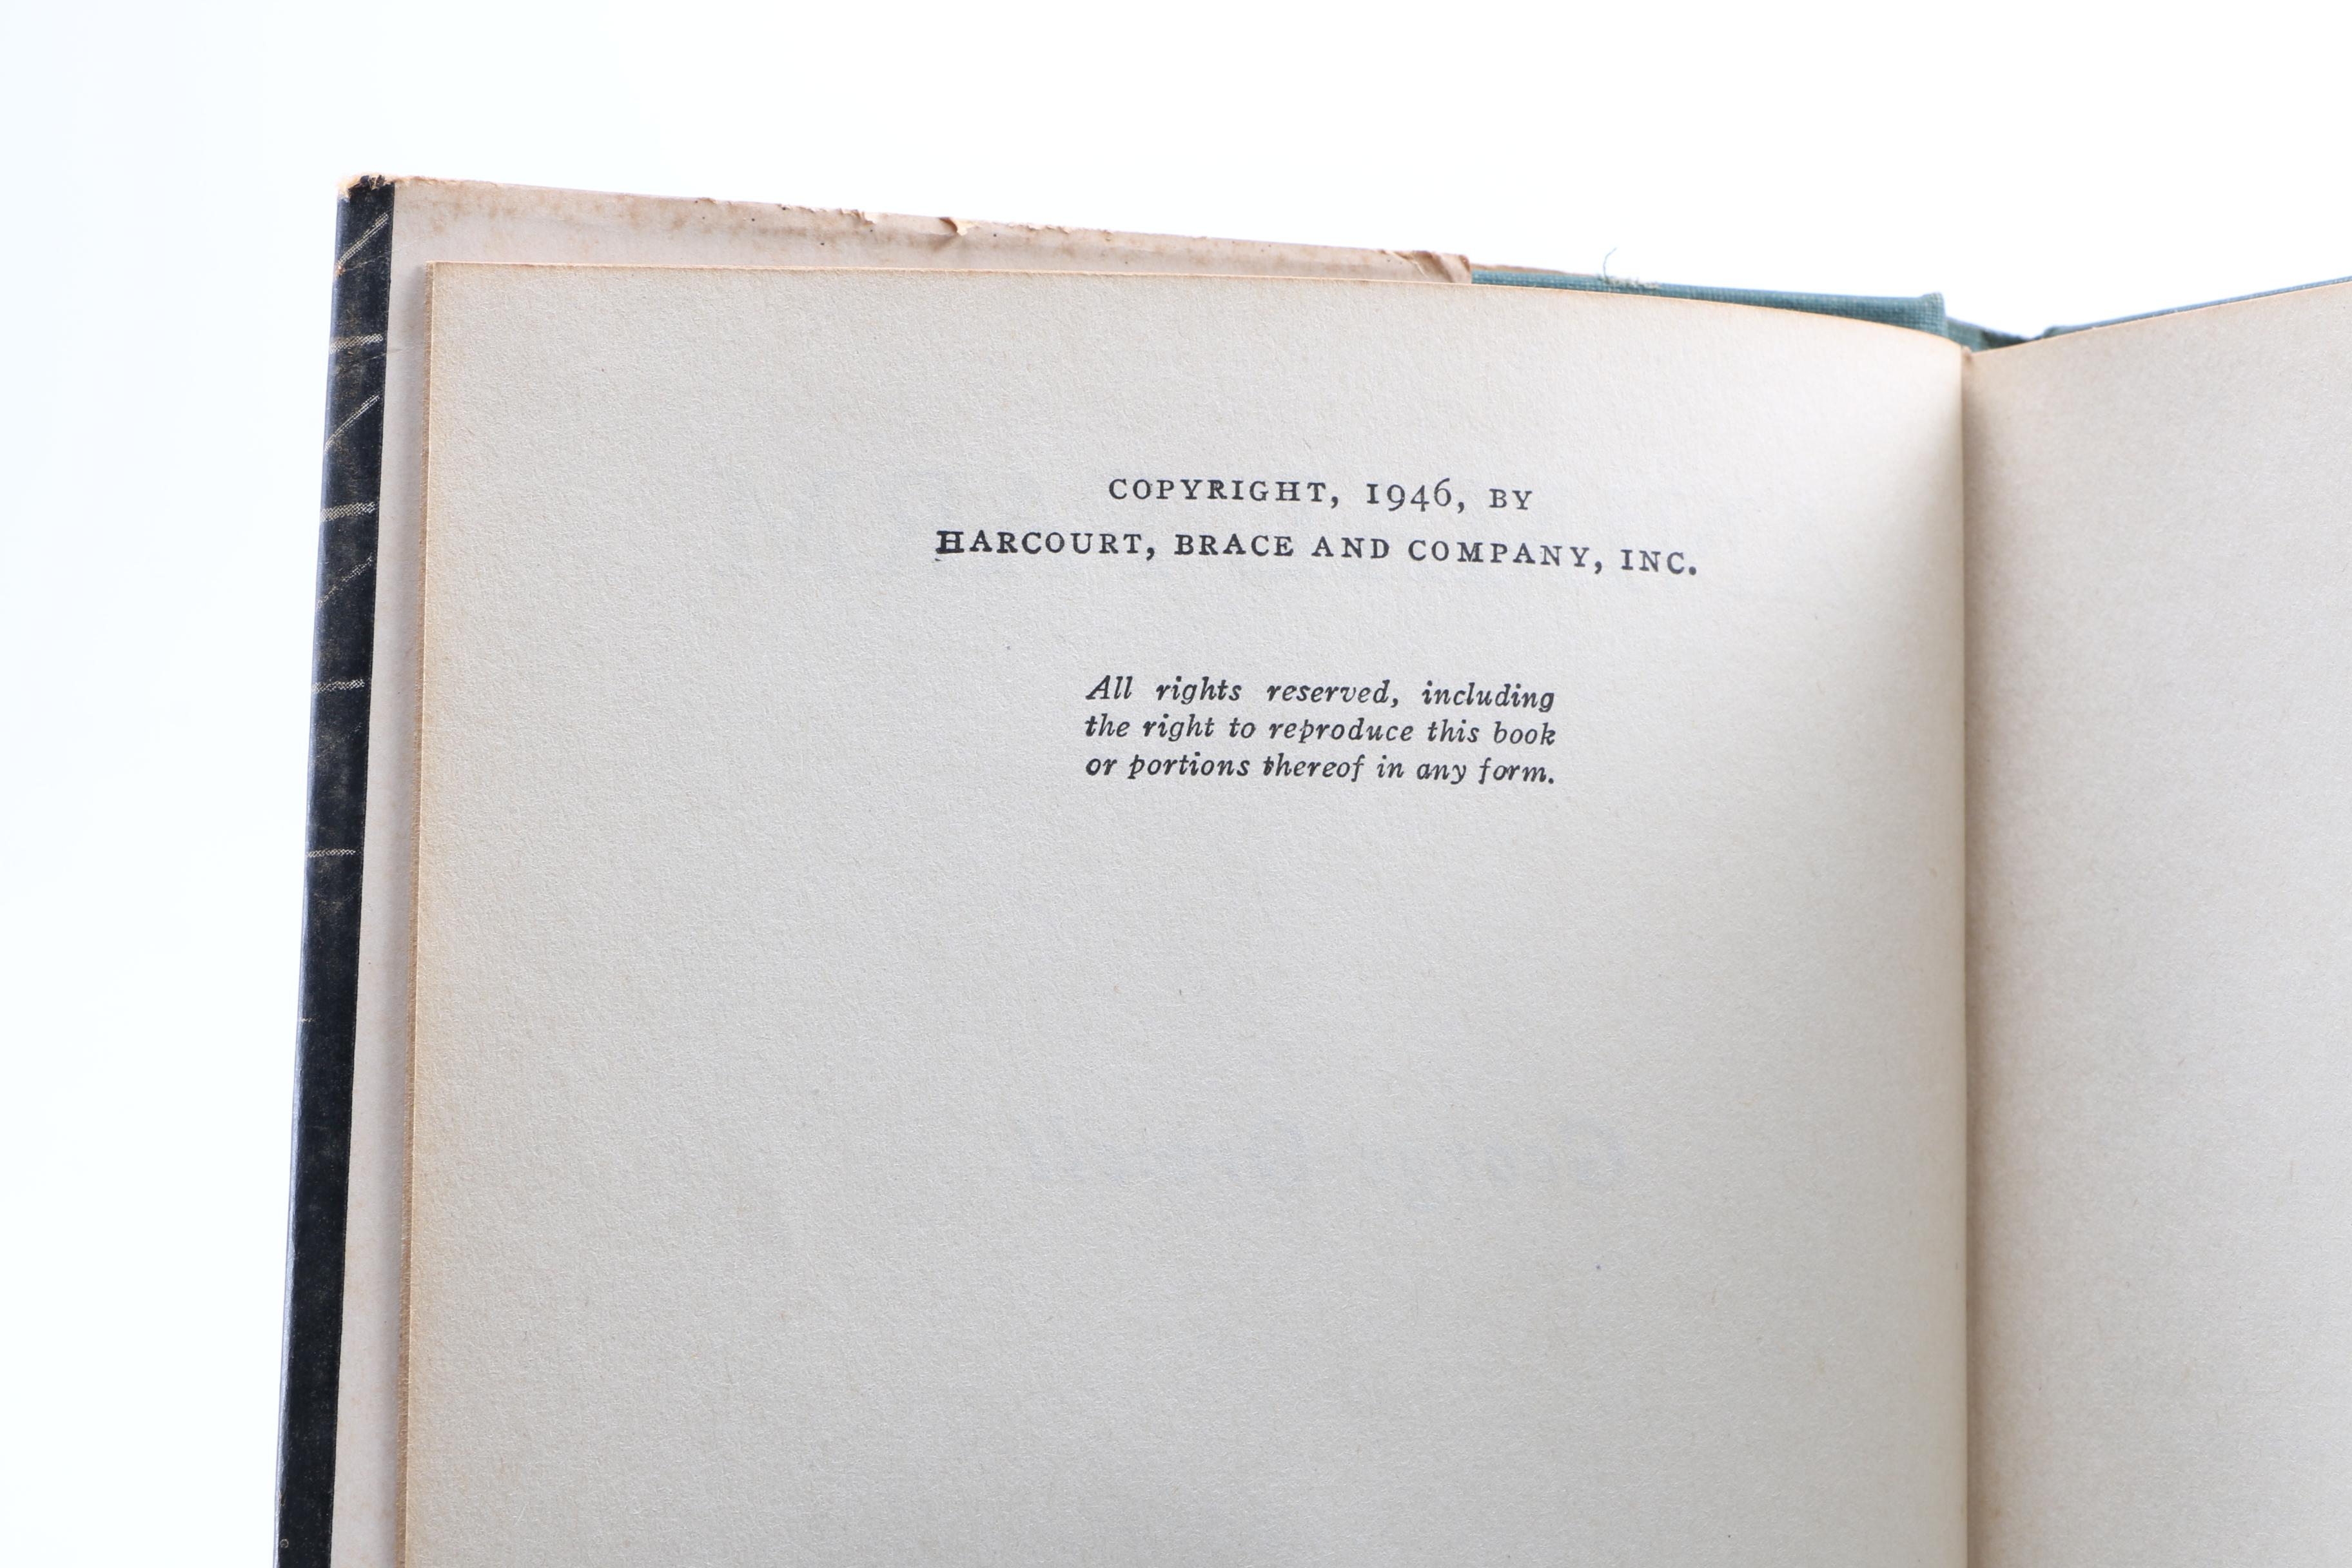 COPYRIGHT, 1946, BY
HARCOURT, BRACE AND COMPANY, INC.
All rights reserved, including
the right to reproduce this book
or portions thereof in any form.